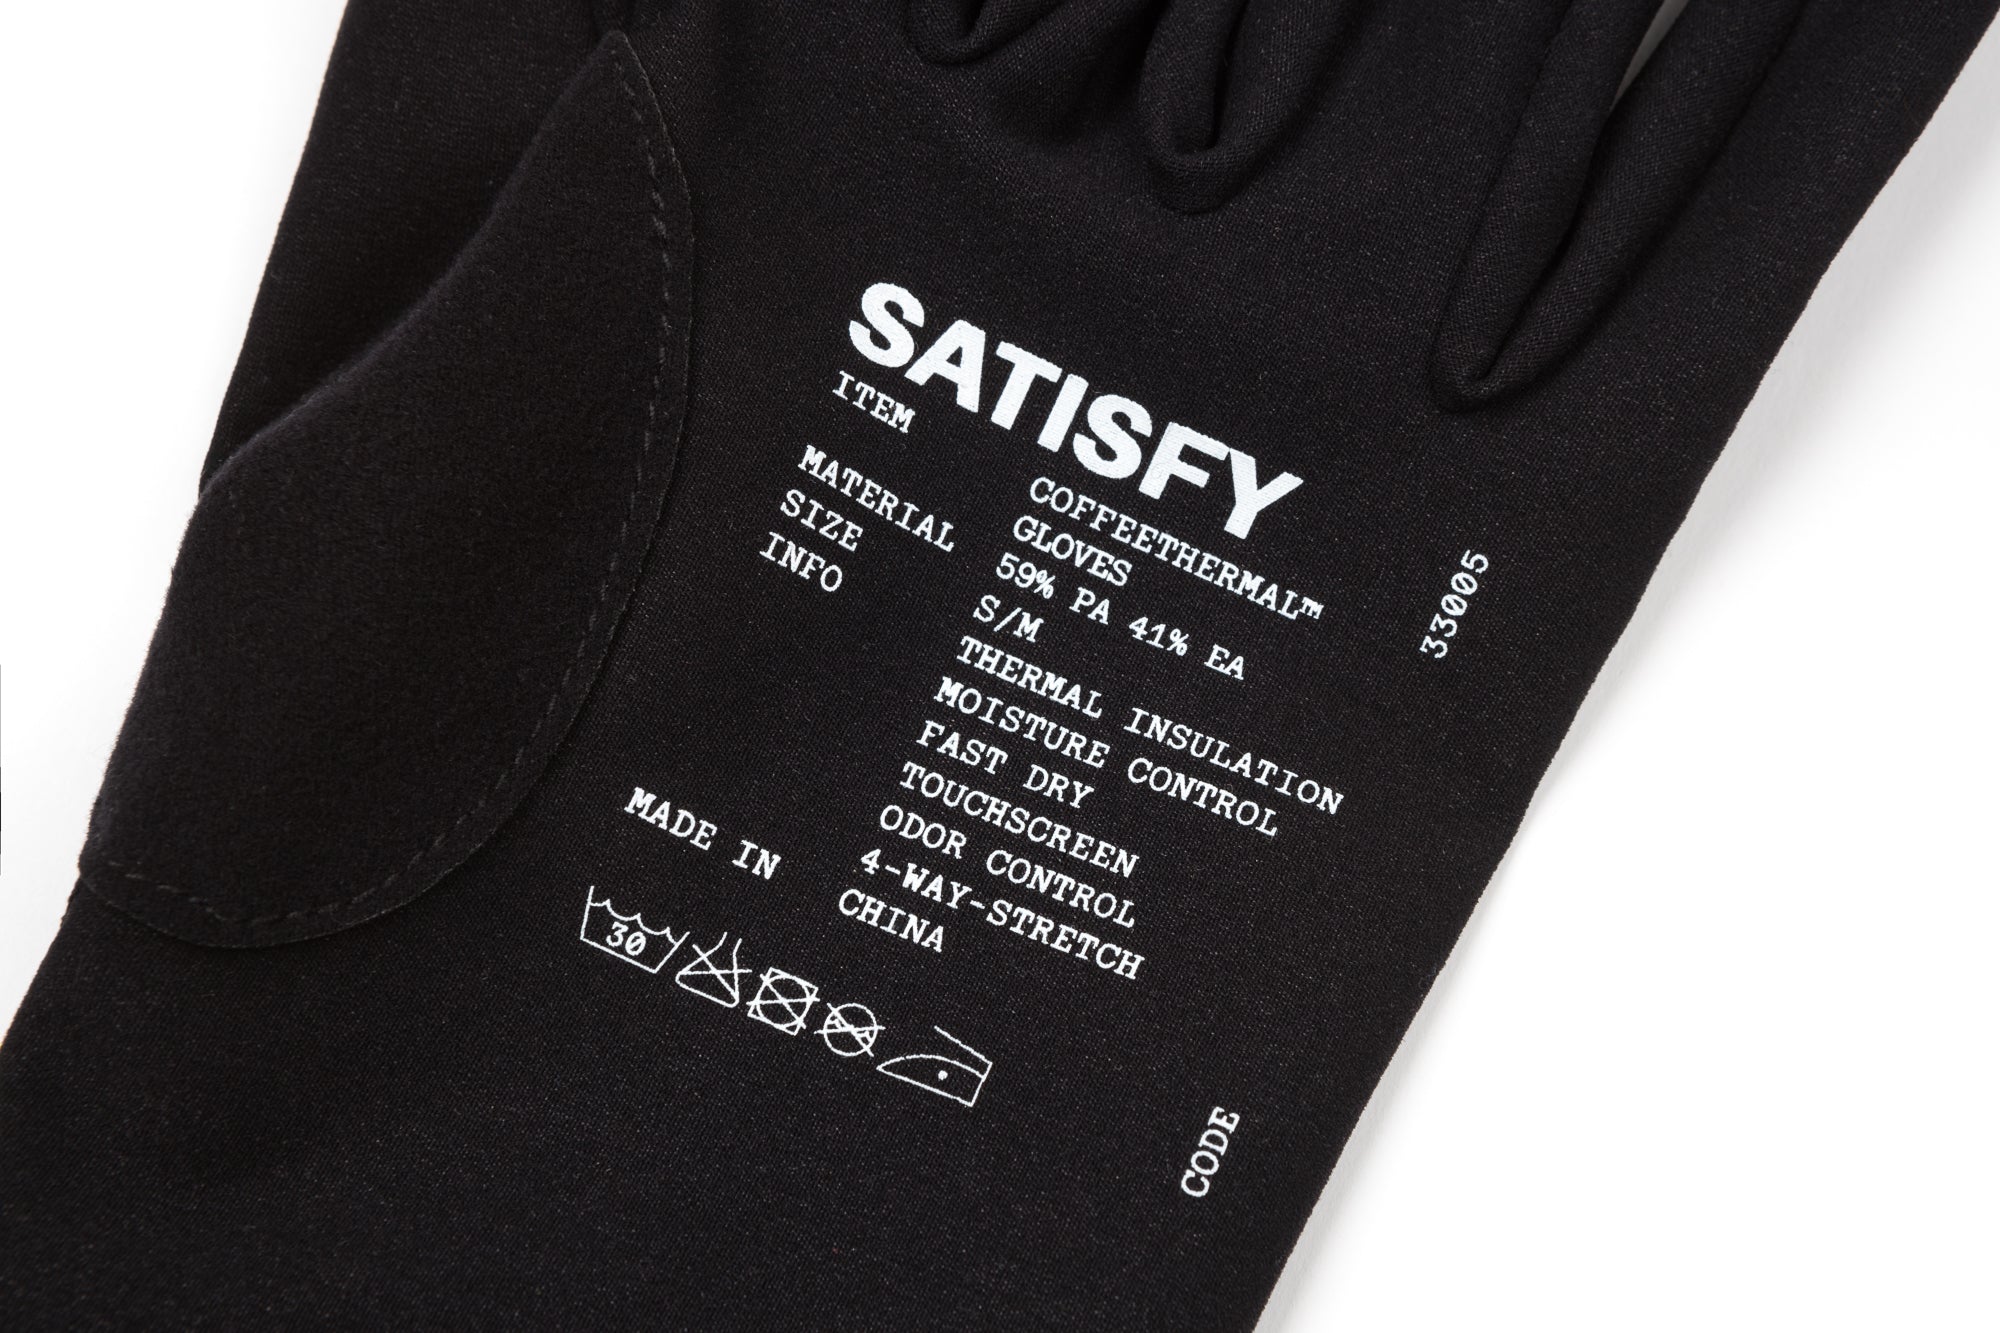 SATISFY
ITEM
COFFEETHERMAL™
GLOVES
MATERIAL
59% PA 41% EA
SIZE
S/M
INFO
THERMAL INSULATION
MOISTURE CONTROL
FAST DRY
TOUCHSCREEN
ODOR CONTROL
4-WAY-STRETCH
MADE IN
CHINA
30
CODE
33005